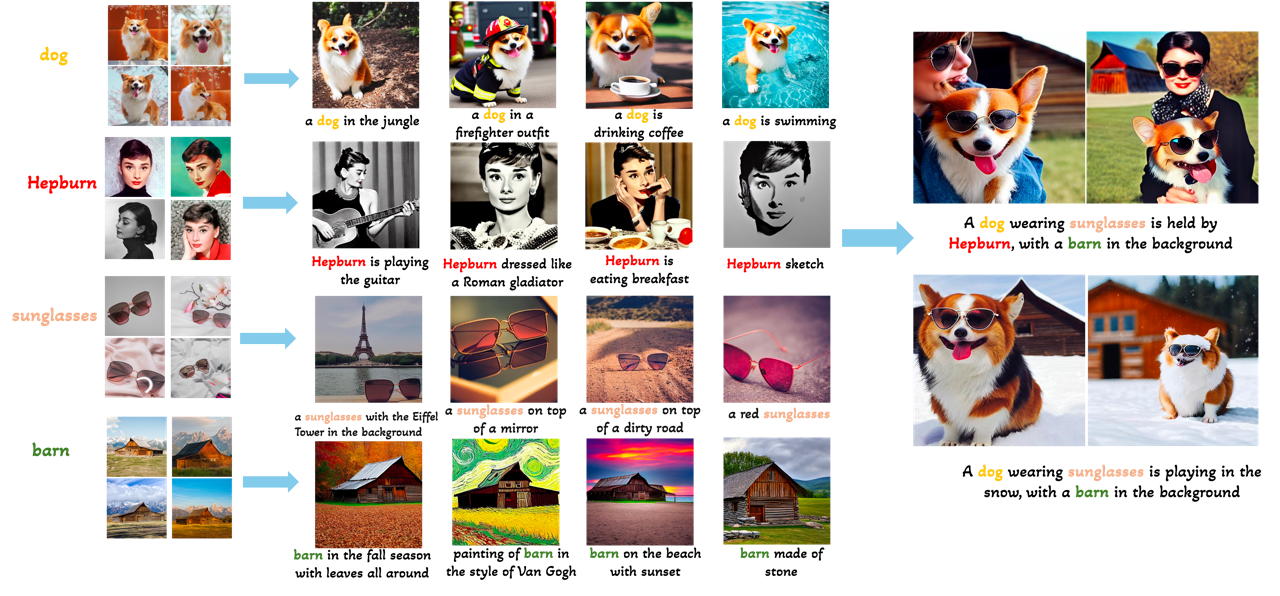 dog
a dog in the jungle
a dog in a
firefighter outfit
a dog is
drinking coffee
a dog is swimming
Hepburn
Hepburn is playing
the guitar
Hepburn dressed like
a Roman gladiator
Hepburn is
eating breakfast
Hepburn sketch
sunglasses
a sunglasses with the Eiffel
Tower in the background
a sunglasses on top
of a mirror
a sunglasses on top
of a dirty road
a red sunglasses
barn
barn in the fall season
with leaves all around
painting of barn in
the style of Van Gogh
barn on the beach
with sunset
barn made of
stone
A dog wearing sunglasses is held by
Hepburn, with a barn in the background
A dog wearing sunglasses is playing in the
snow, with a barn in the background